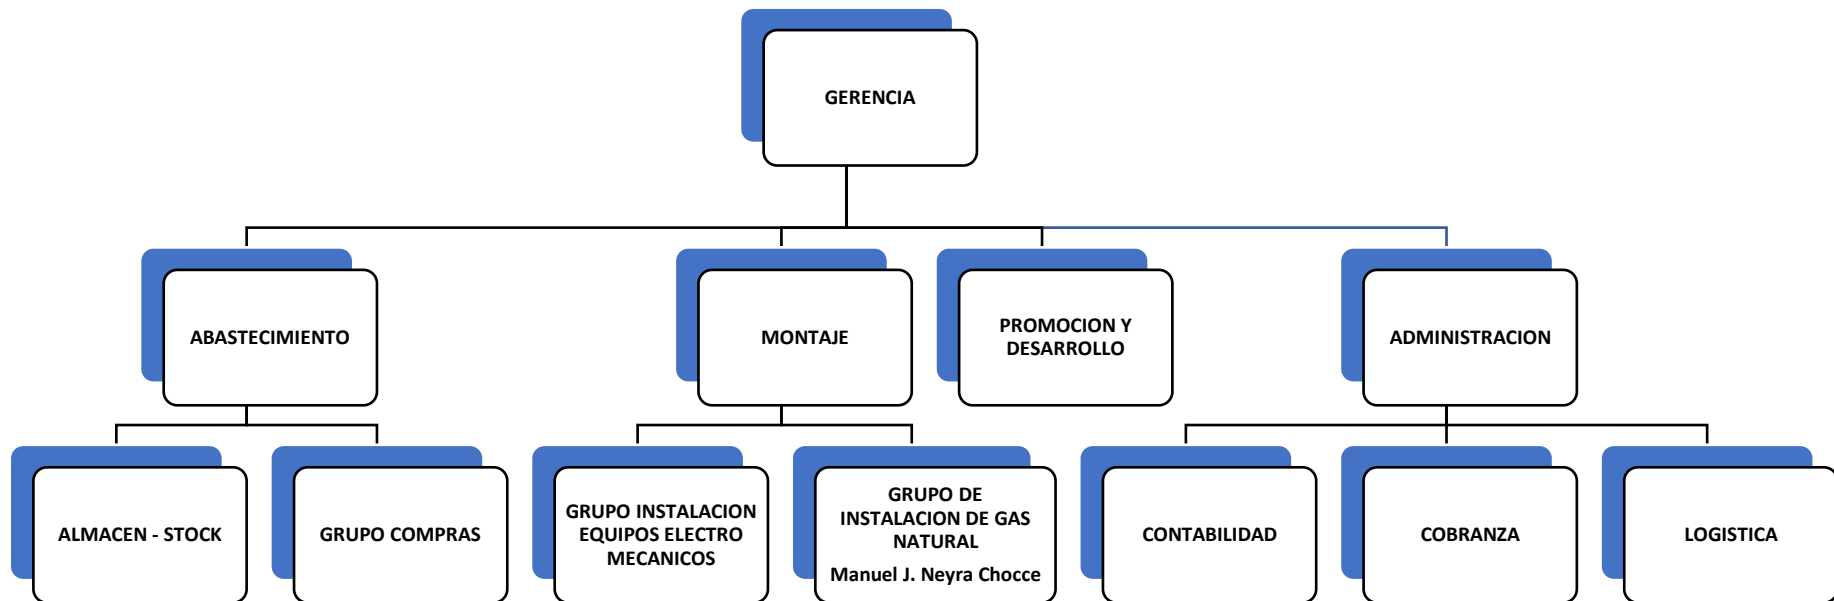 GERENCIA
ABASTECIMIENTO
MONTAJE
PROMOCION Y
DESARROLLO
ADMINISTRACION
ALMACEN - STOCK
GRUPO COMPRAS
GRUPO INSTALACION
EQUIPOS ELECTRO
MECANICOS
GRUPO DE
INSTALACION DE GAS
NATURAL
Manuel J. Neyra Chocce
CONTABILIDAD
COBRANZA
LOGISTICA